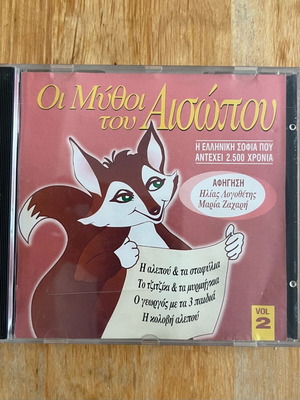 Οι Μύθοι
του Αισώπου
Η ΕΛΛΗΝΙΚΗ ΣΟΦΙΑ ΠΟΥ
ΑΝΤΕΧΕΙ 2.500 ΧΡΟΝΙΑ
ΑΦΗΓΗΣΗ
Ηλίας Λογοθέτης
Μαρία Ζαχαρή
Η αλεπού & τα σταφύλια
Το τζιτζίκι & τα μυρμήγκια
Ο γεωργός με τα 3 παιδιά
Η κολοβή αλεπού
VOL
2